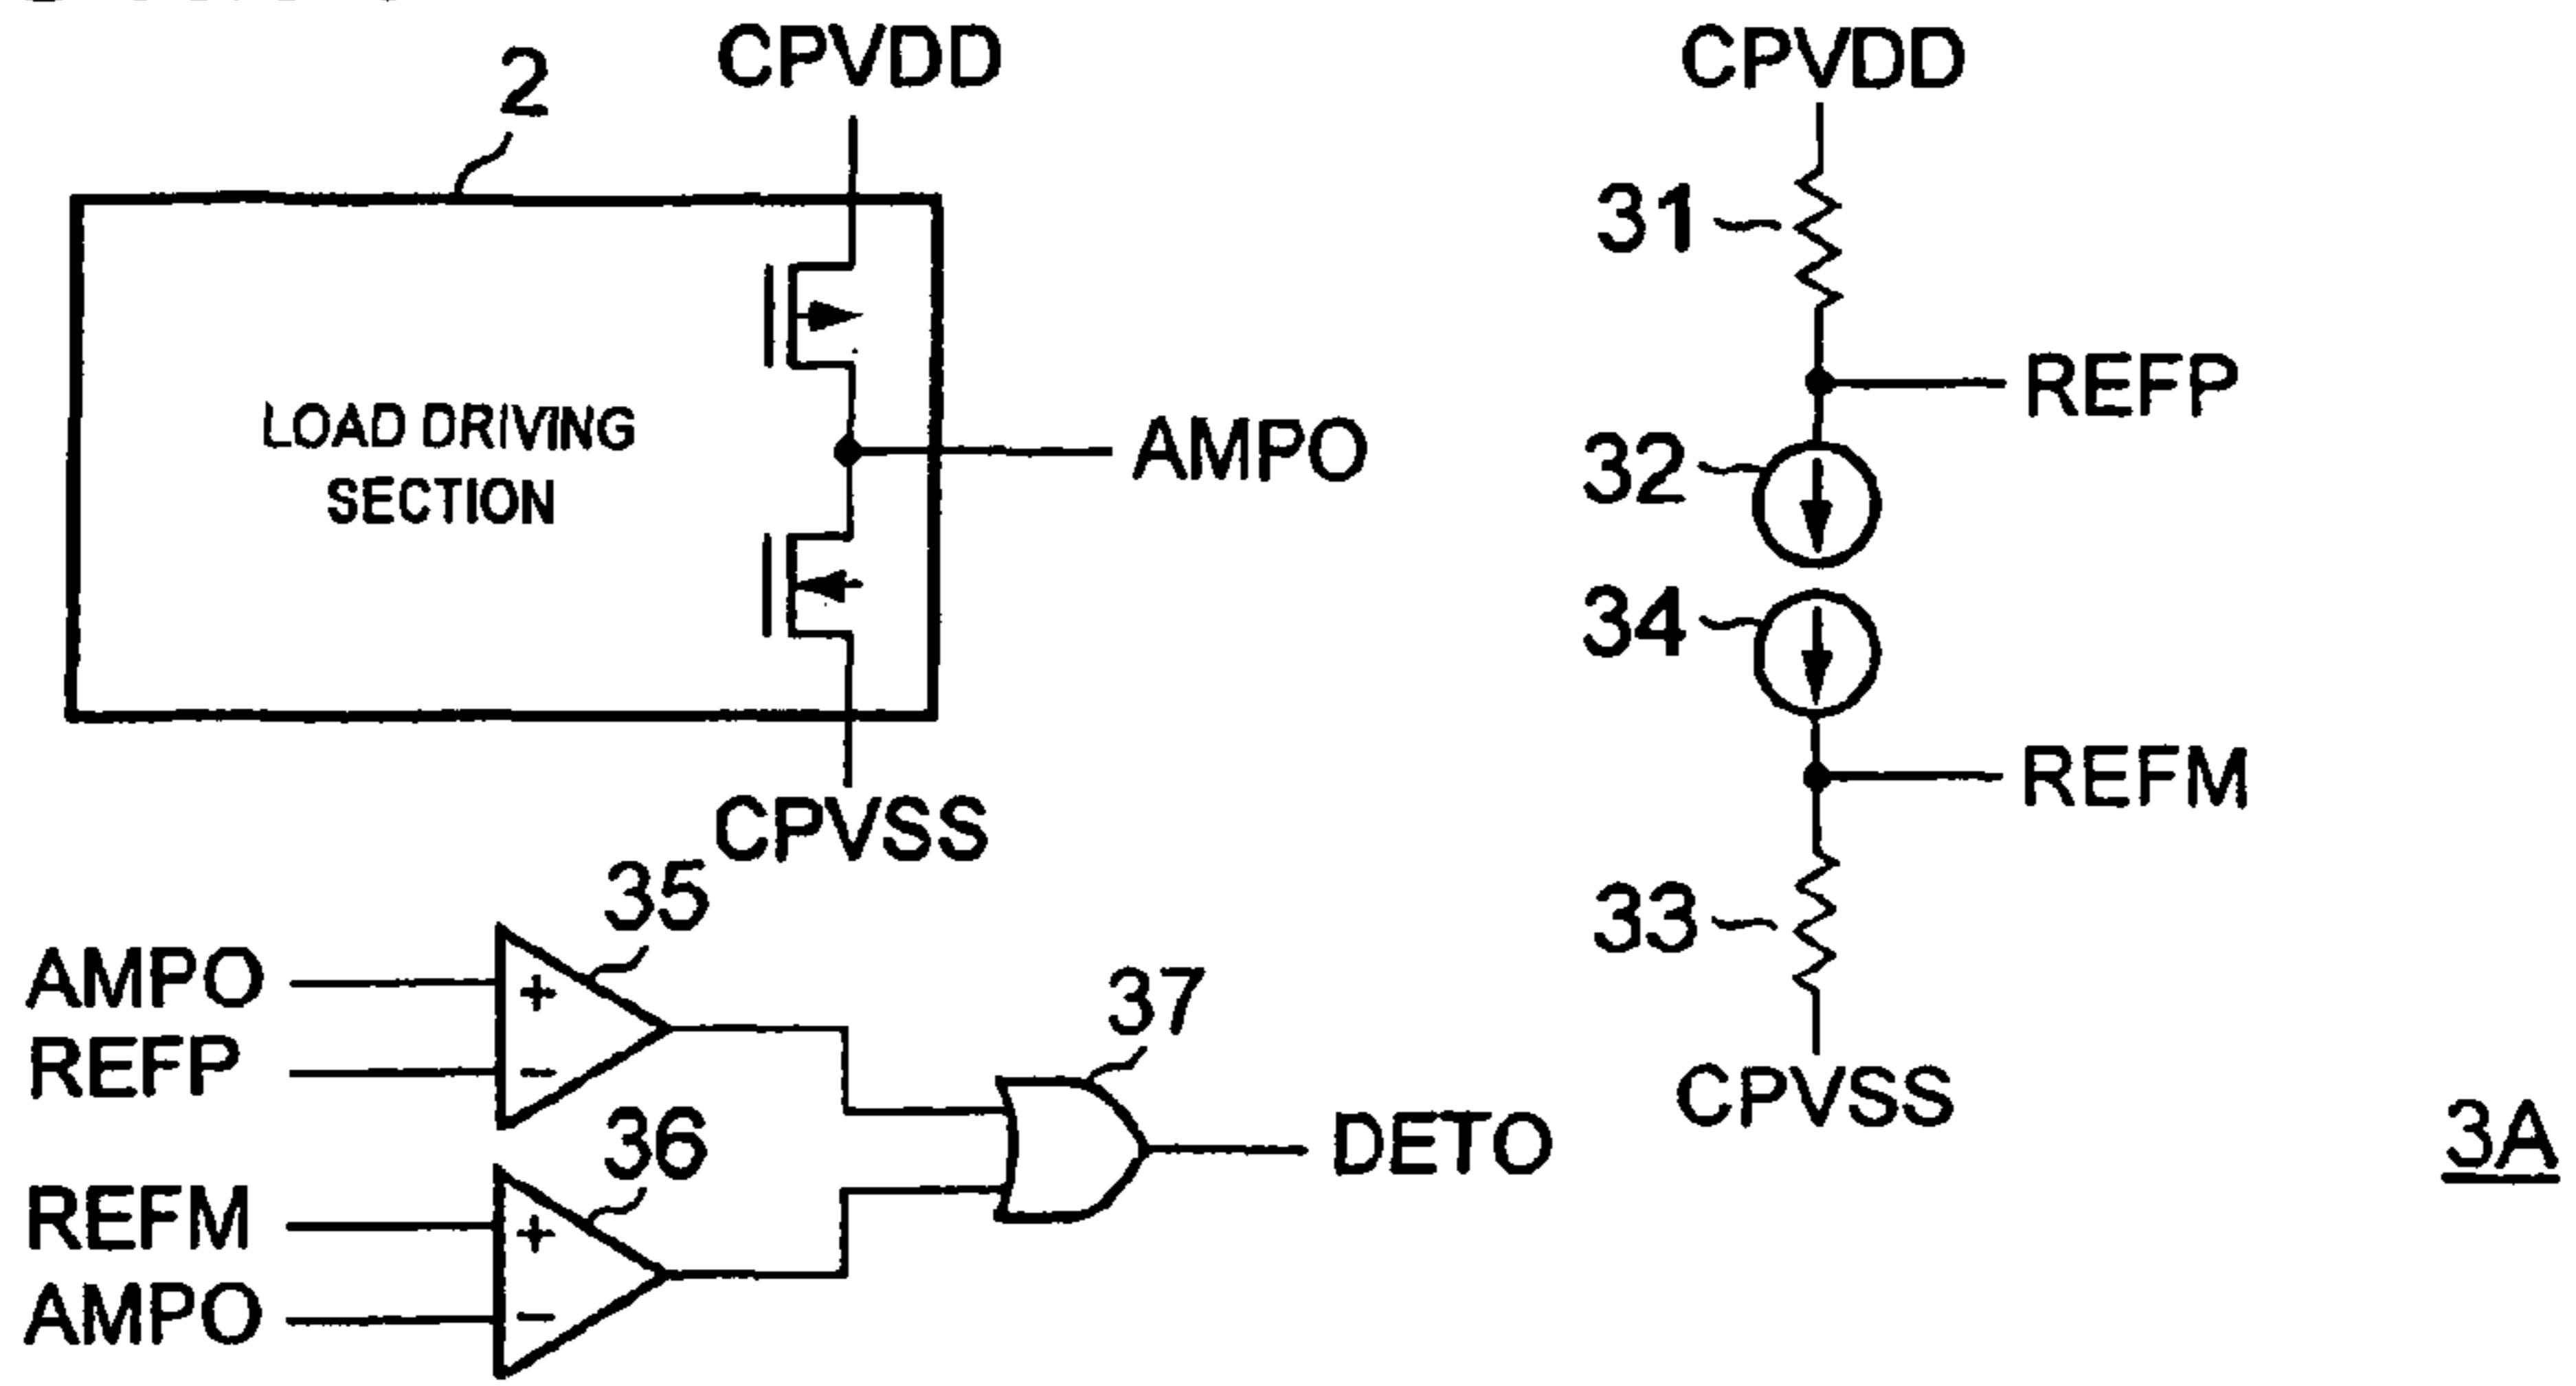 2
CPVDD
LOAD DRIVING
SECTION
AMPO
CPVSS
CPVDD
31
REFP
32
34
REFM
33
CPVSS
AMPO
REFP
35
+
−
REFM
AMPO
36
+
−
37
DETO
3A